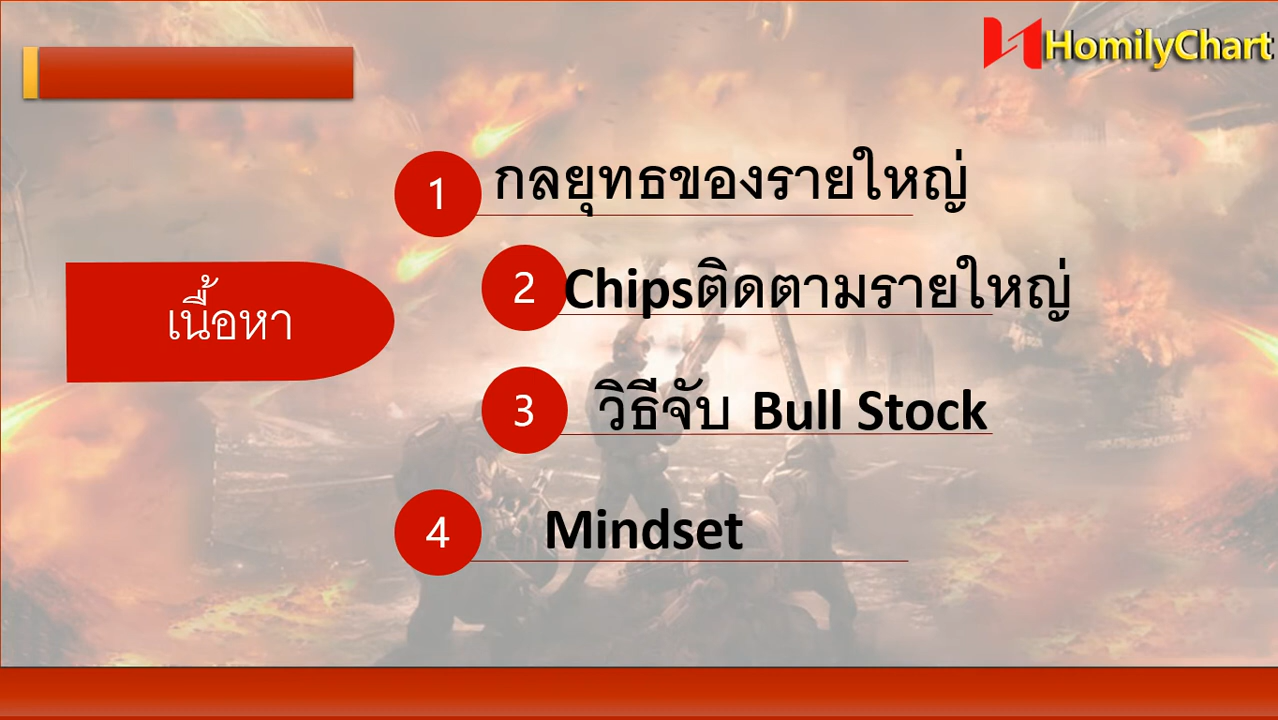 HomilyChart
1 กลยุทธของรายใหญ่
เนื้อหา
2 Chipsติดตามรายใหญ่
3 วิธีจับ Bull Stock
4 Mindset